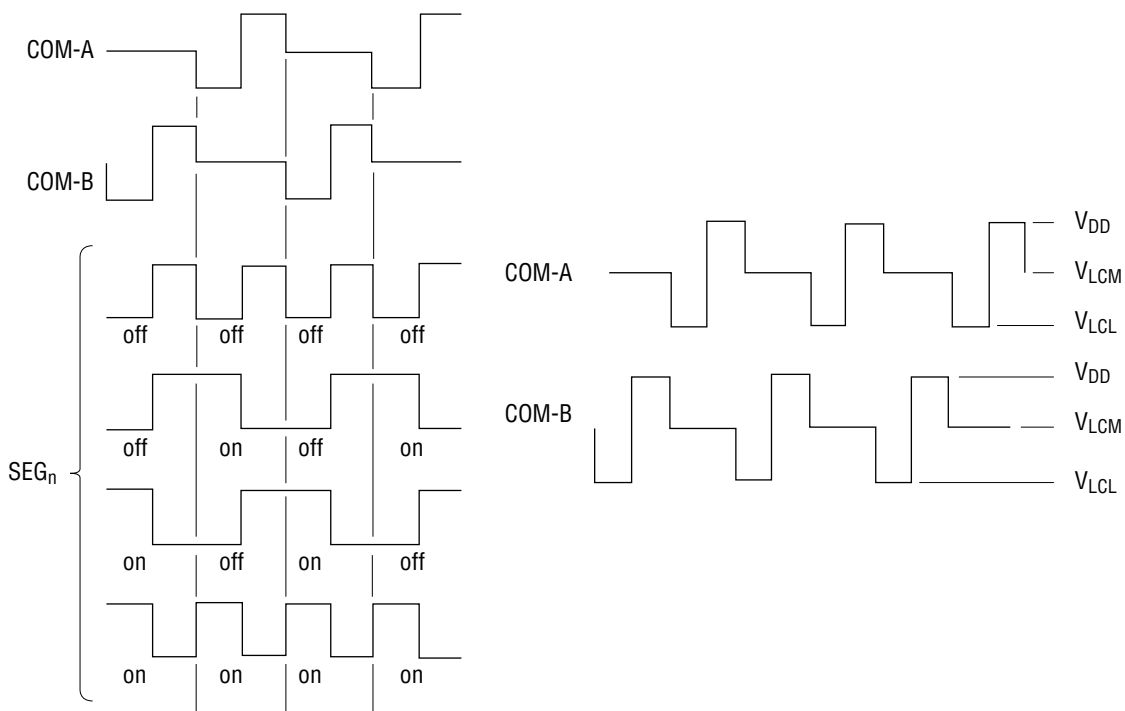 COM-A
COM-B
SEGn
off off off off
off on off on
on off on off
on on on on
COM-A
VDD
VLCM
VLCL
COM-B
VDD
VLCM
VLCL